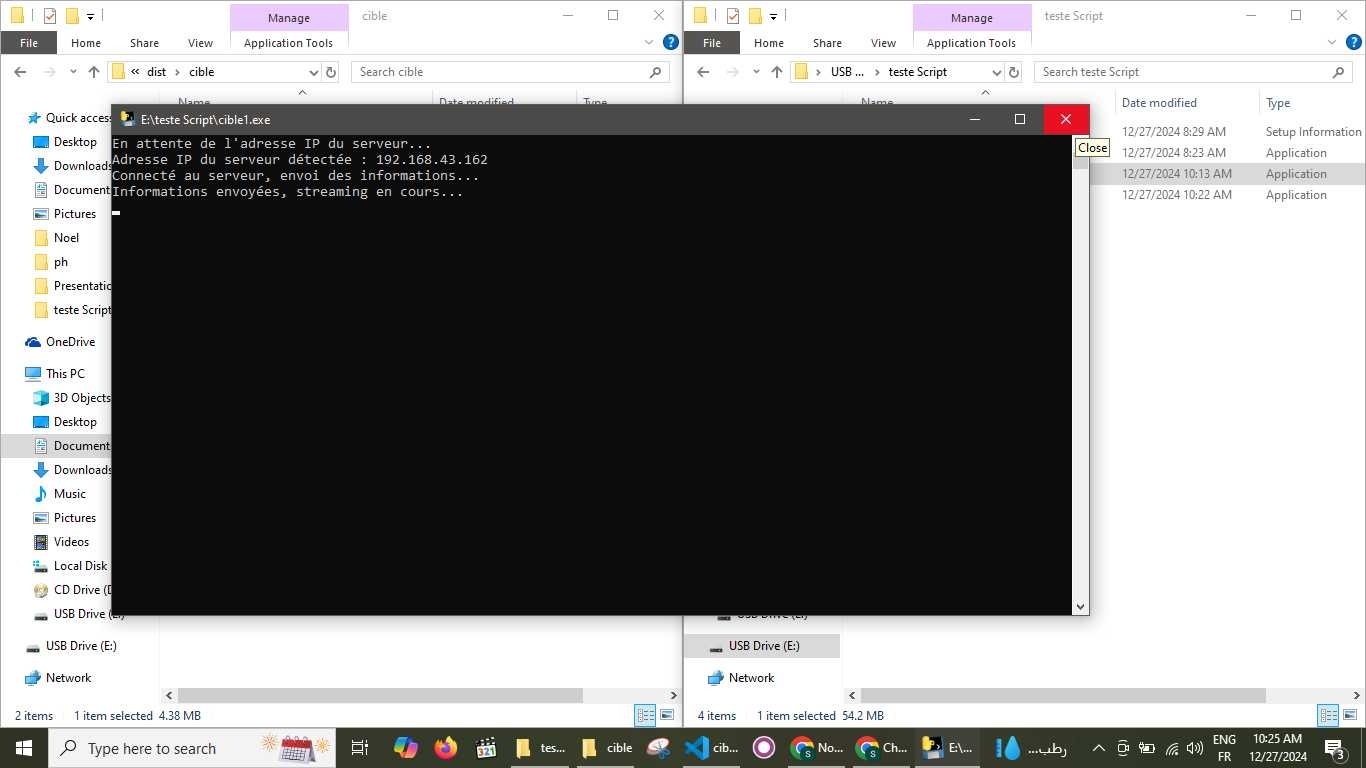 Manage
cible
File
Home
Share
View
Application Tools
dist
cible
Search cible
Name
Date modified
Type
Quick access
Desktop
Downloads
Document
Pictures
Noel
ph
Presentatio
teste Script
OneDrive
This PC
3D Objects
Desktop
Document
Downloads
Music
Pictures
Videos
Local Disk
CD Drive (D
USB Drive (E:)
USB Drive (E:)
Network
2 items
1 item selected 4.38 MB
Manage
teste Script
File
Home
Share
View
Application Tools
USB ...
teste Script
Search teste Script
Name
Date modified
Type
12/27/2024 8:29 AM Setup Information
12/27/2024 8:23 AM Application
12/27/2024 10:13 AM Application
12/27/2024 10:22 AM Application
USB Drive (E:)
USB Drive (E:)
Network
4 items
1 item selected 54.2 MB
E:\teste Script\cible1.exe
Close
En attente de l'adresse IP du serveur...
Adresse IP du serveur détectée : 192.168.43.162
Connecté au serveur, envoi des informations...
Informations envoyées, streaming en cours...
Type here to search
321
tes...
cible
cib...
No...
Ch...
E:\...
رطب...
ENG
FR
10:25 AM
12/27/2024
3